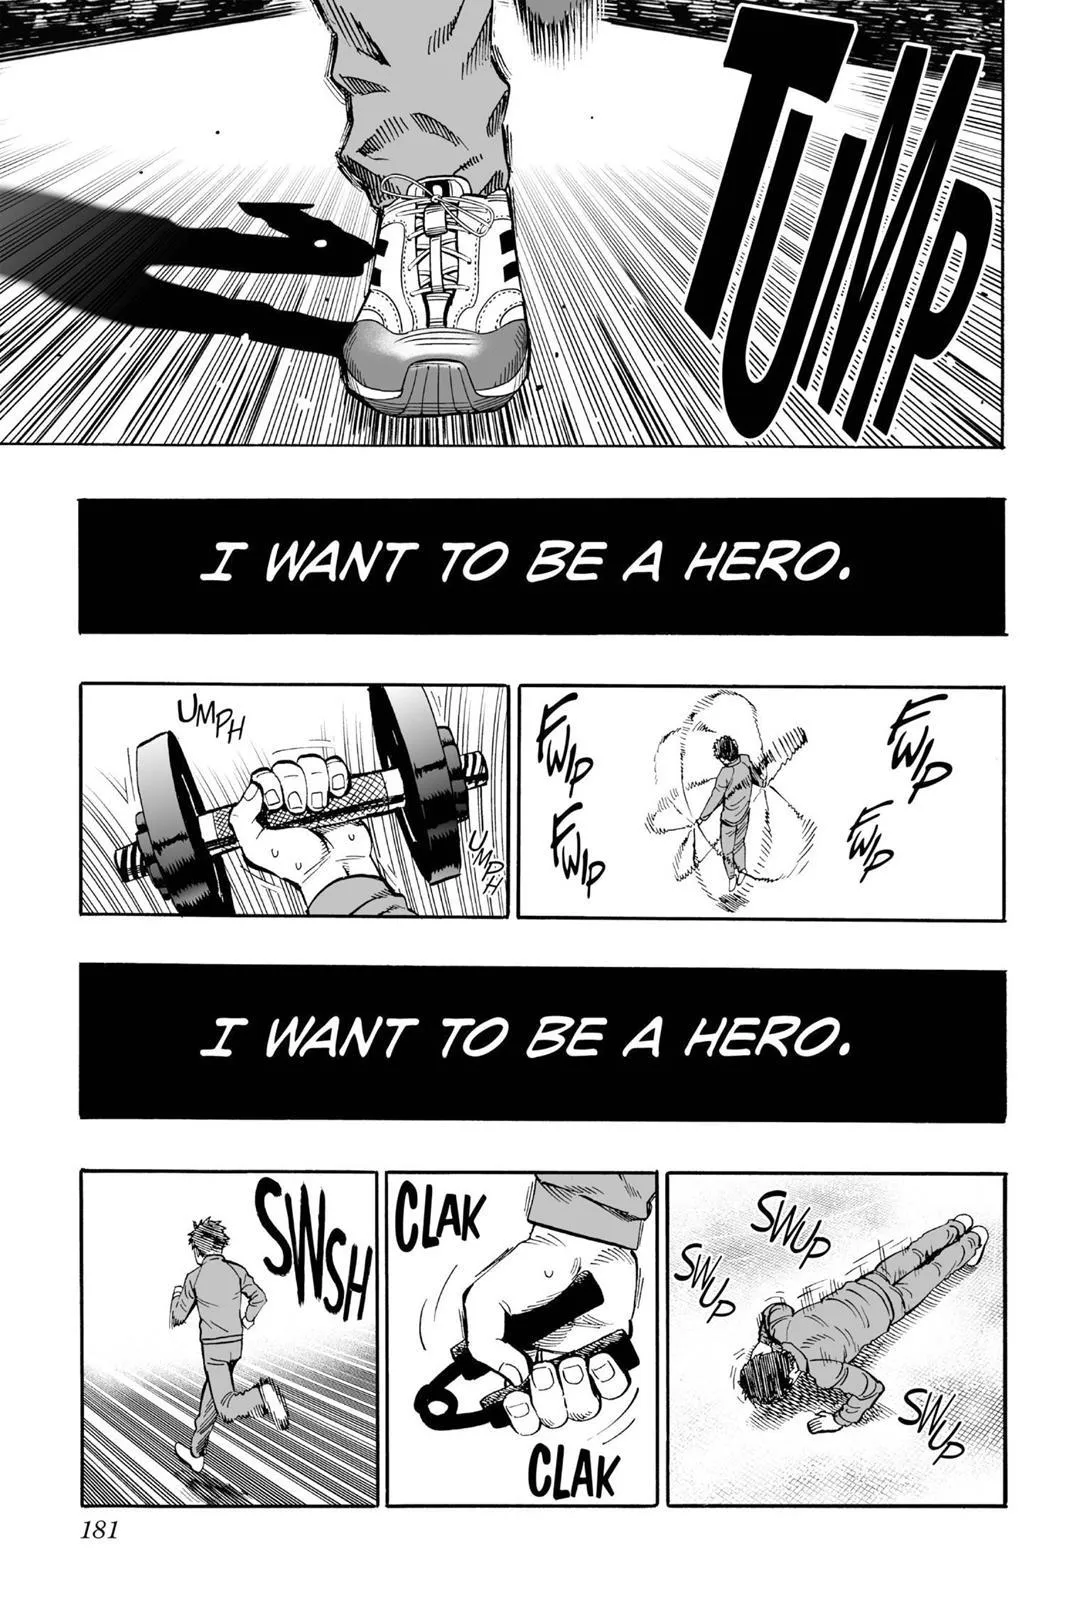 TUMP
I WANT TO BE A HERO.
UMPH
UMPH
FWIP
FWIP
FWIP
FWIP
I WANT TO BE A HERO.
SWSH
CLAK
CLAK
SWUP
SWUP
SWUP
181